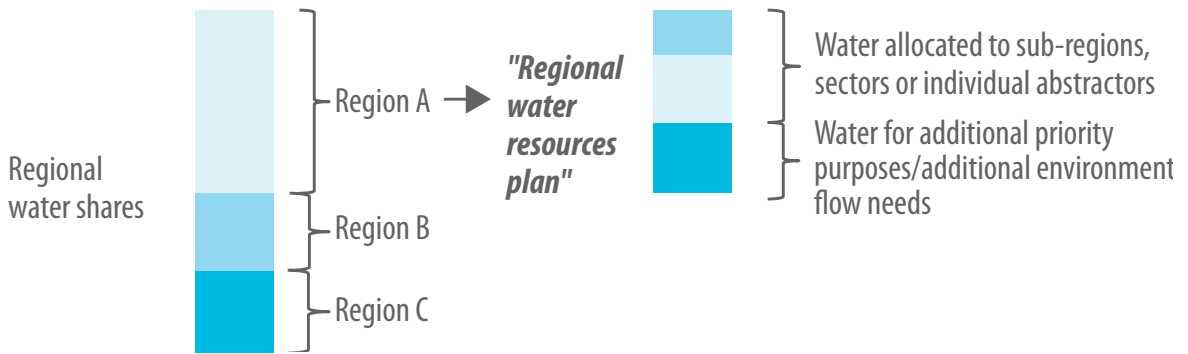 Regional
water shares
Region A
Region B
Region C
"Regional
water
resources
plan"
Water allocated to sub-regions,
sectors or individual abstractors
Water for additional priority
purposes/additional environment
flow needs